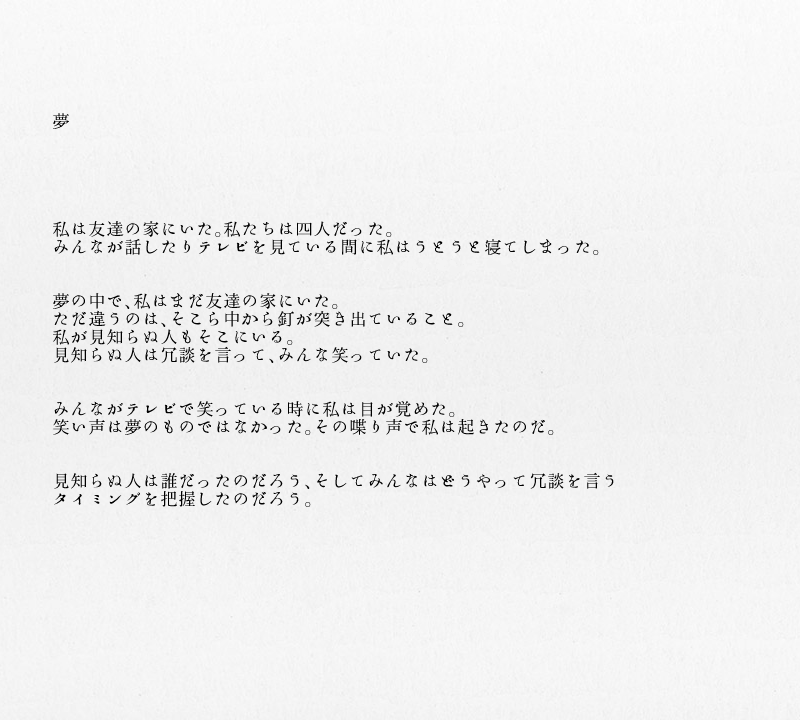 夢
私は友達の家にいた。私たちは四人だった。
みんなが話したりテレビを見ている間に私はうとうと寝てしまった。
夢の中で、私はまだ友達の家にいた。
ただ違うのは、そこら中から釘が突き出ていること。
私が見知らぬ人もそこにいる。
見知らぬ人は冗談を言って、みんな笑っていた。
みんながテレビで笑っている時に私は目が覚めた。
笑い声は夢のものではなかった。その喋り声で私は起きたのだ。
見知らぬ人は誰だったのだろう、そしてみんなはどうやって冗談を言う
タイミングを把握したのだろう。